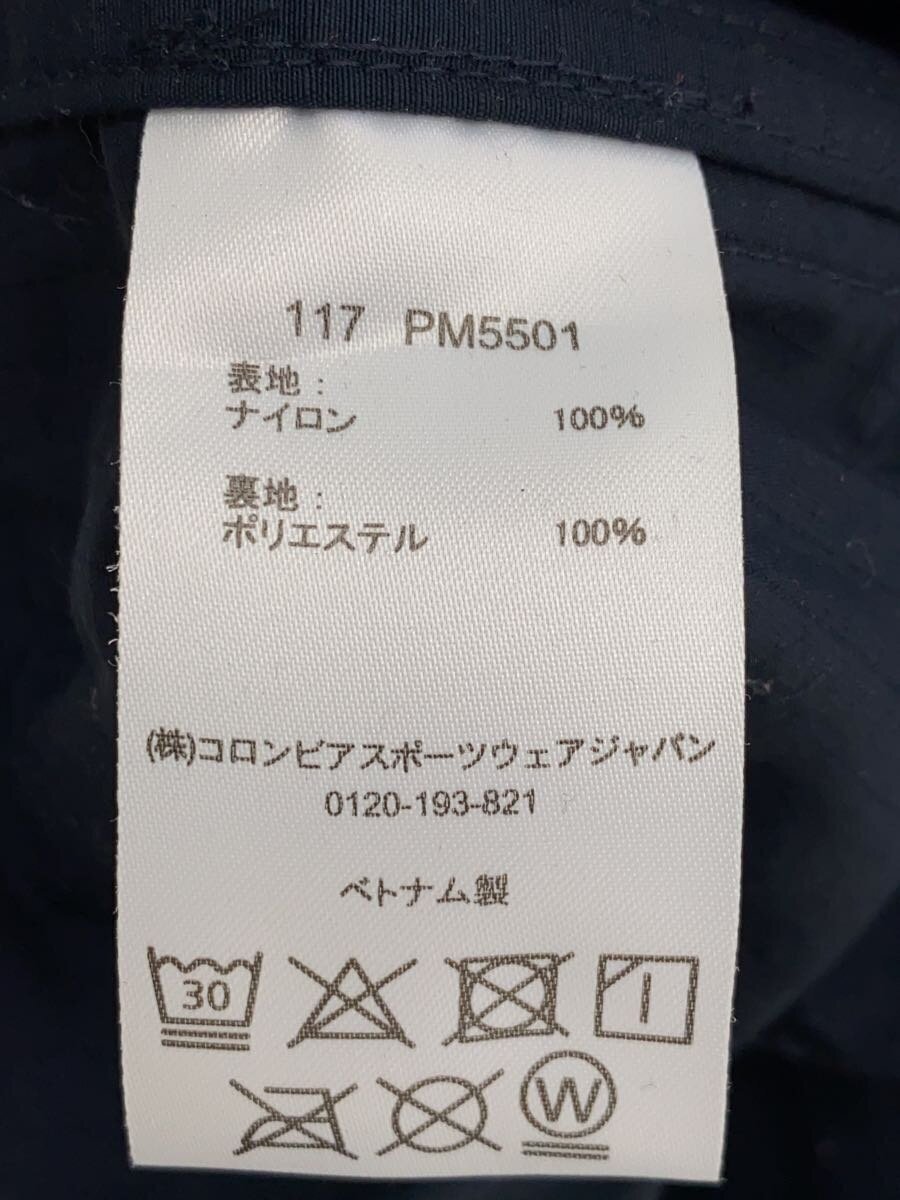 117 PM5501
表地：
ナイロン 100%
裏地：
ポリエステル 100%
(株)コロンビアスポーツウェアジャパン
0120-193-821
ベトナム製
30
W